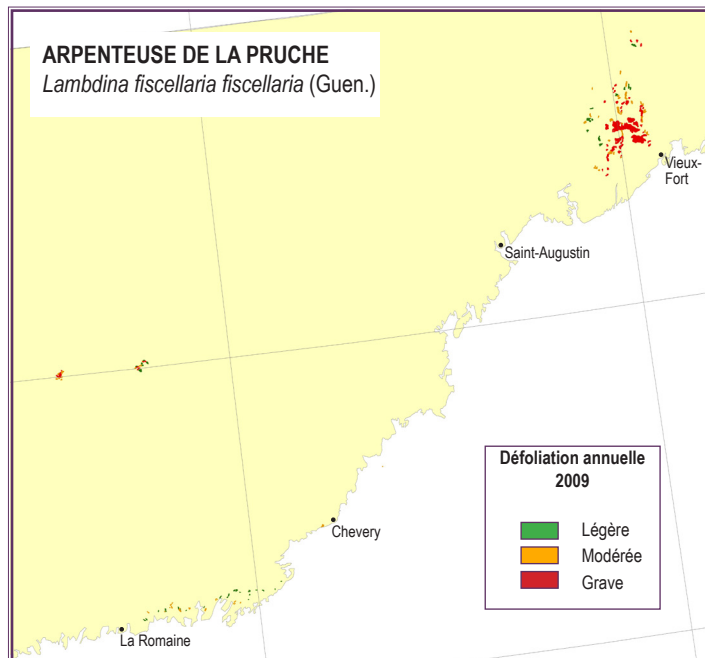 ARPENTEUSE DE LA PRUCHE
Lambdina fiscellaria fiscellaria (Guen.)
Vieux-
Fort
Saint-Augustin
Chevery
La Romaine
Défoliation annuelle
2009
Légère
Modérée
Grave